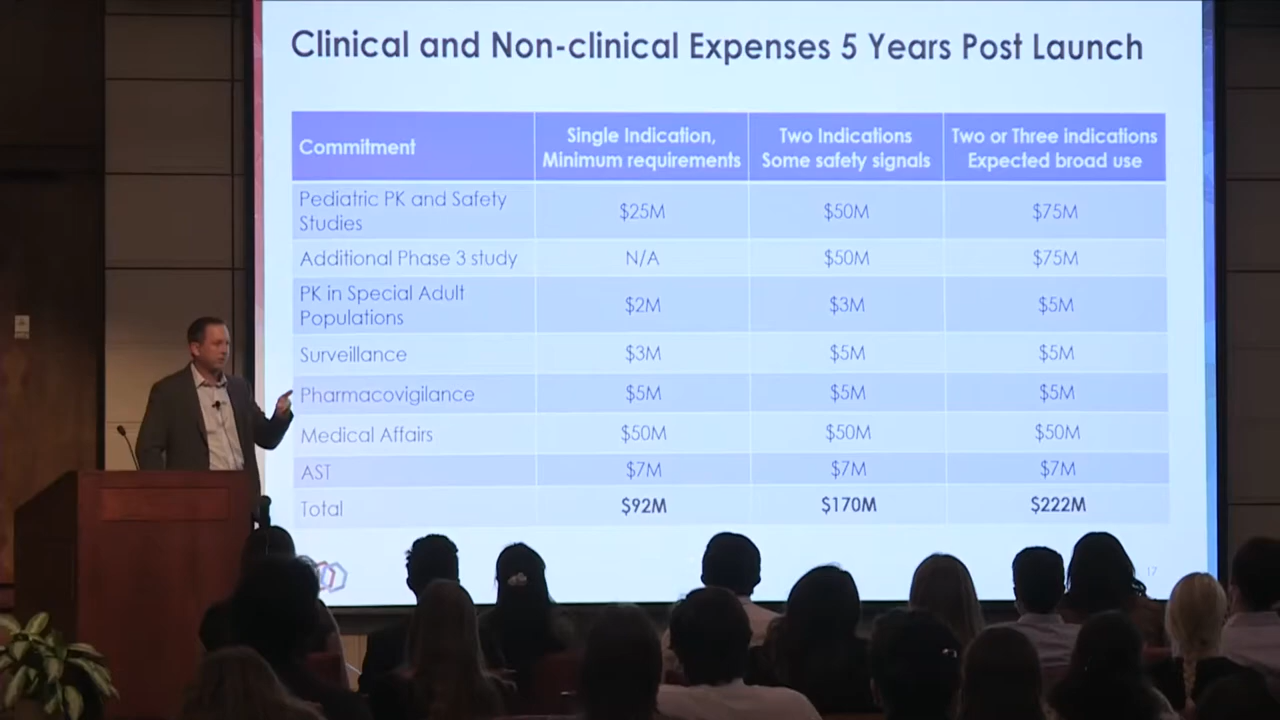 Clinical and Non-clinical Expenses 5 Years Post Launch
Commitment
Single Indication,
Minimum requirements
Two Indications
Some safety signals
Two or Three indications
Expected broad use
Pediatric PK and Safety
Studies
$25M
$50M
$75M
Additional Phase 3 study
N/A
$50M
$75M
PK in Special Adult
Populations
$2M
$3M
$5M
Surveillance
$3M
$5M
$5M
Pharmacovigilance
$5M
$5M
$5M
Medical Affairs
$50M
$50M
$50M
AST
$7M
$7M
$7M
Total
$92M
$170M
$222M
17